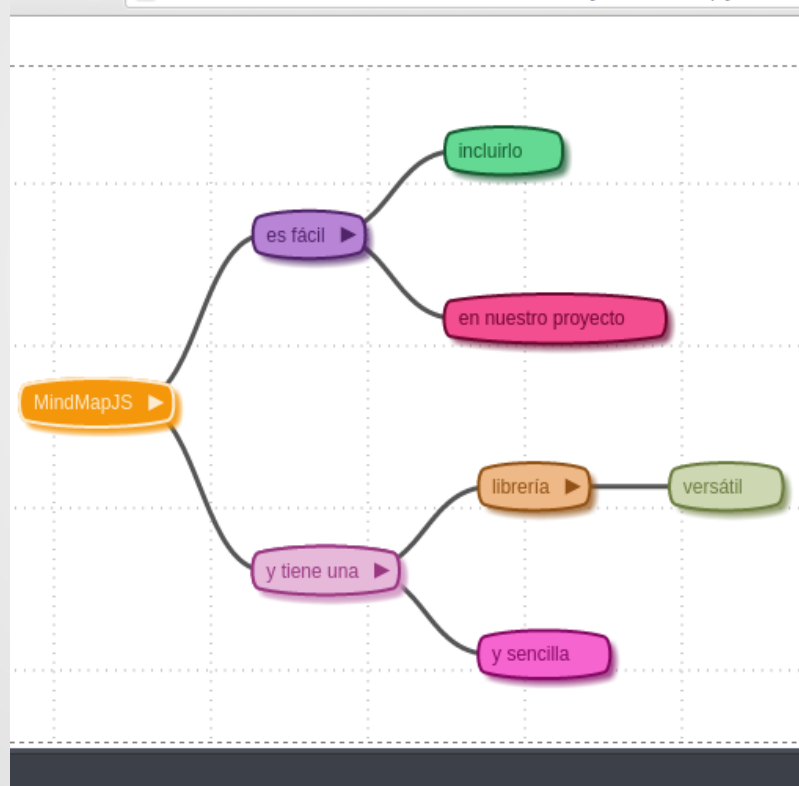 incluirlo
es fácil
en nuestro proyecto
MindMapJS
librería
versátil
y tiene una
y sencilla